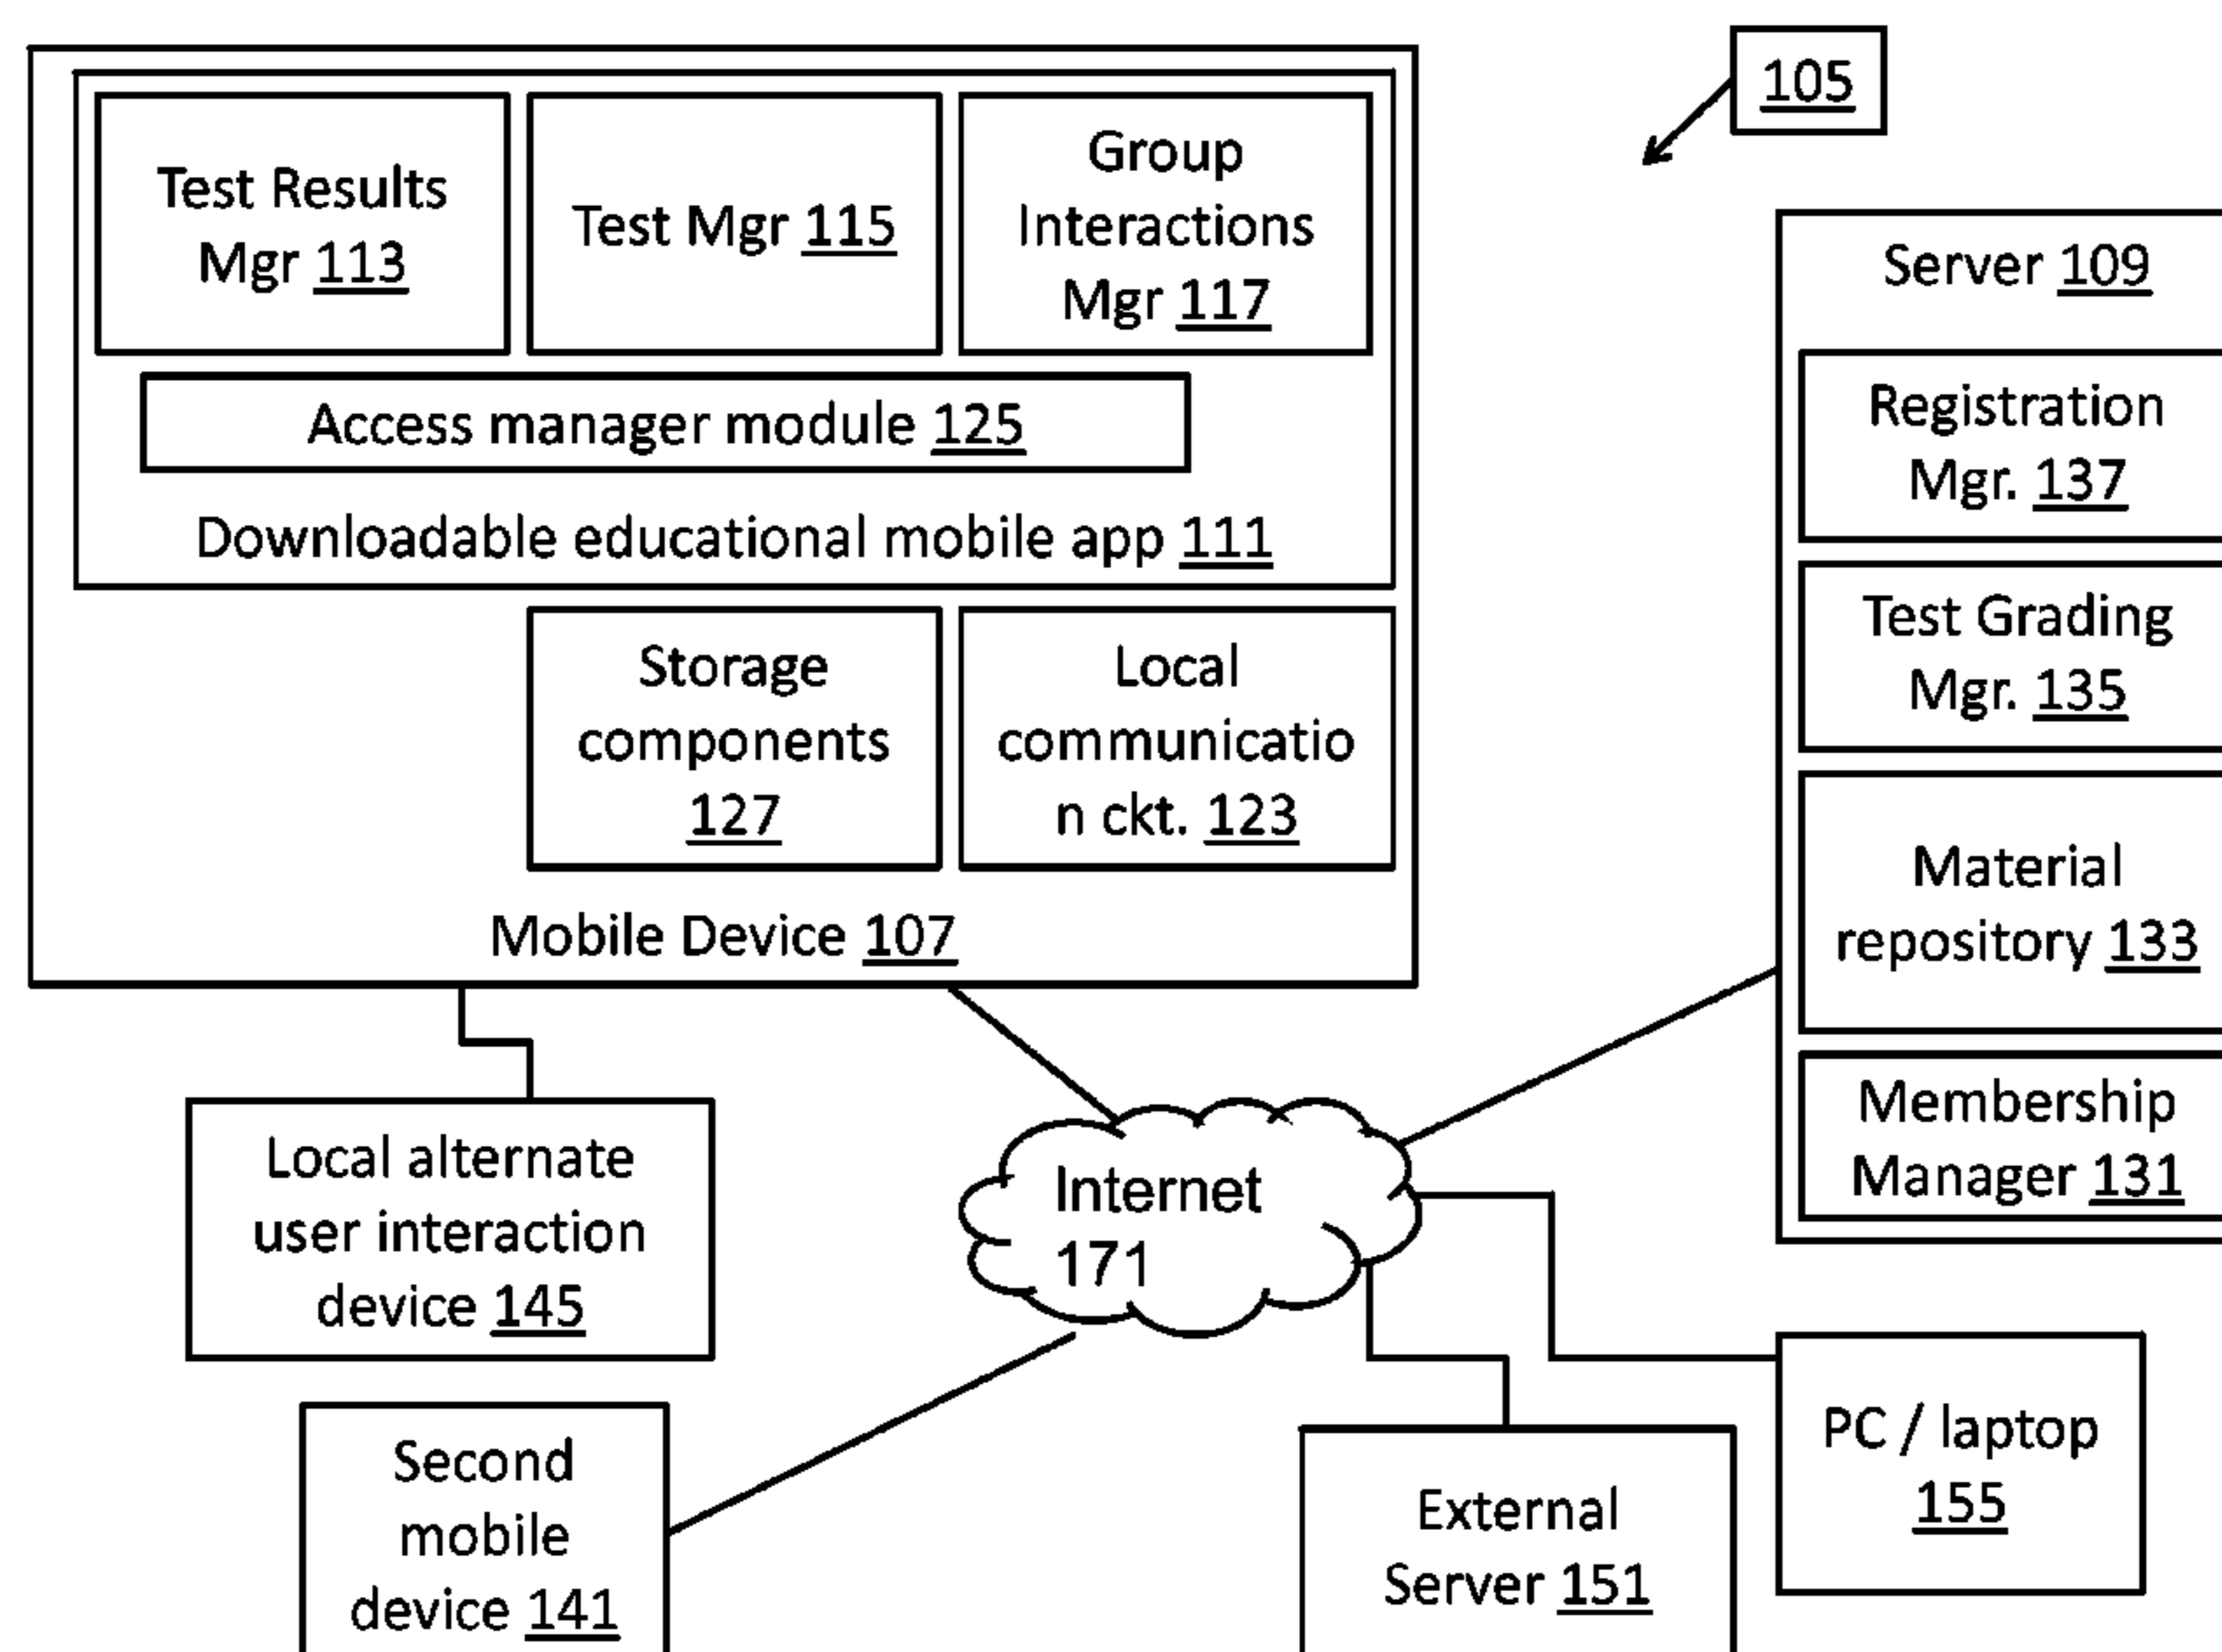 105
Test Results
Mgr 113
Test Mgr 115
Group
Interactions
Mgr 117
Access manager module 125
Downloadable educational mobile app 111
Storage
components
127
Local
communicatio
n ckt. 123
Mobile Device 107
Server 109
Registration
Mgr. 137
Test Grading
Mgr. 135
Material
repository 133
Membership
Manager 131
Local alternate
user interaction
device 145
Internet
171
Second
mobile
device 141
External
Server 151
PC / laptop
155